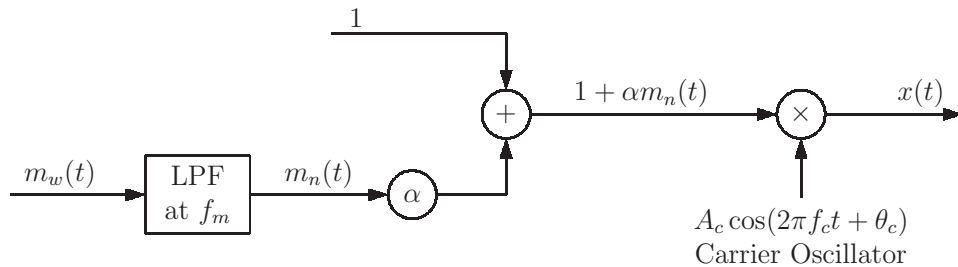 1
+
1 + αm_n(t)
×
x(t)
m_w(t)
LPF
at f_m
m_n(t)
α
A_c cos(2πf_c t + θ_c)
Carrier Oscillator